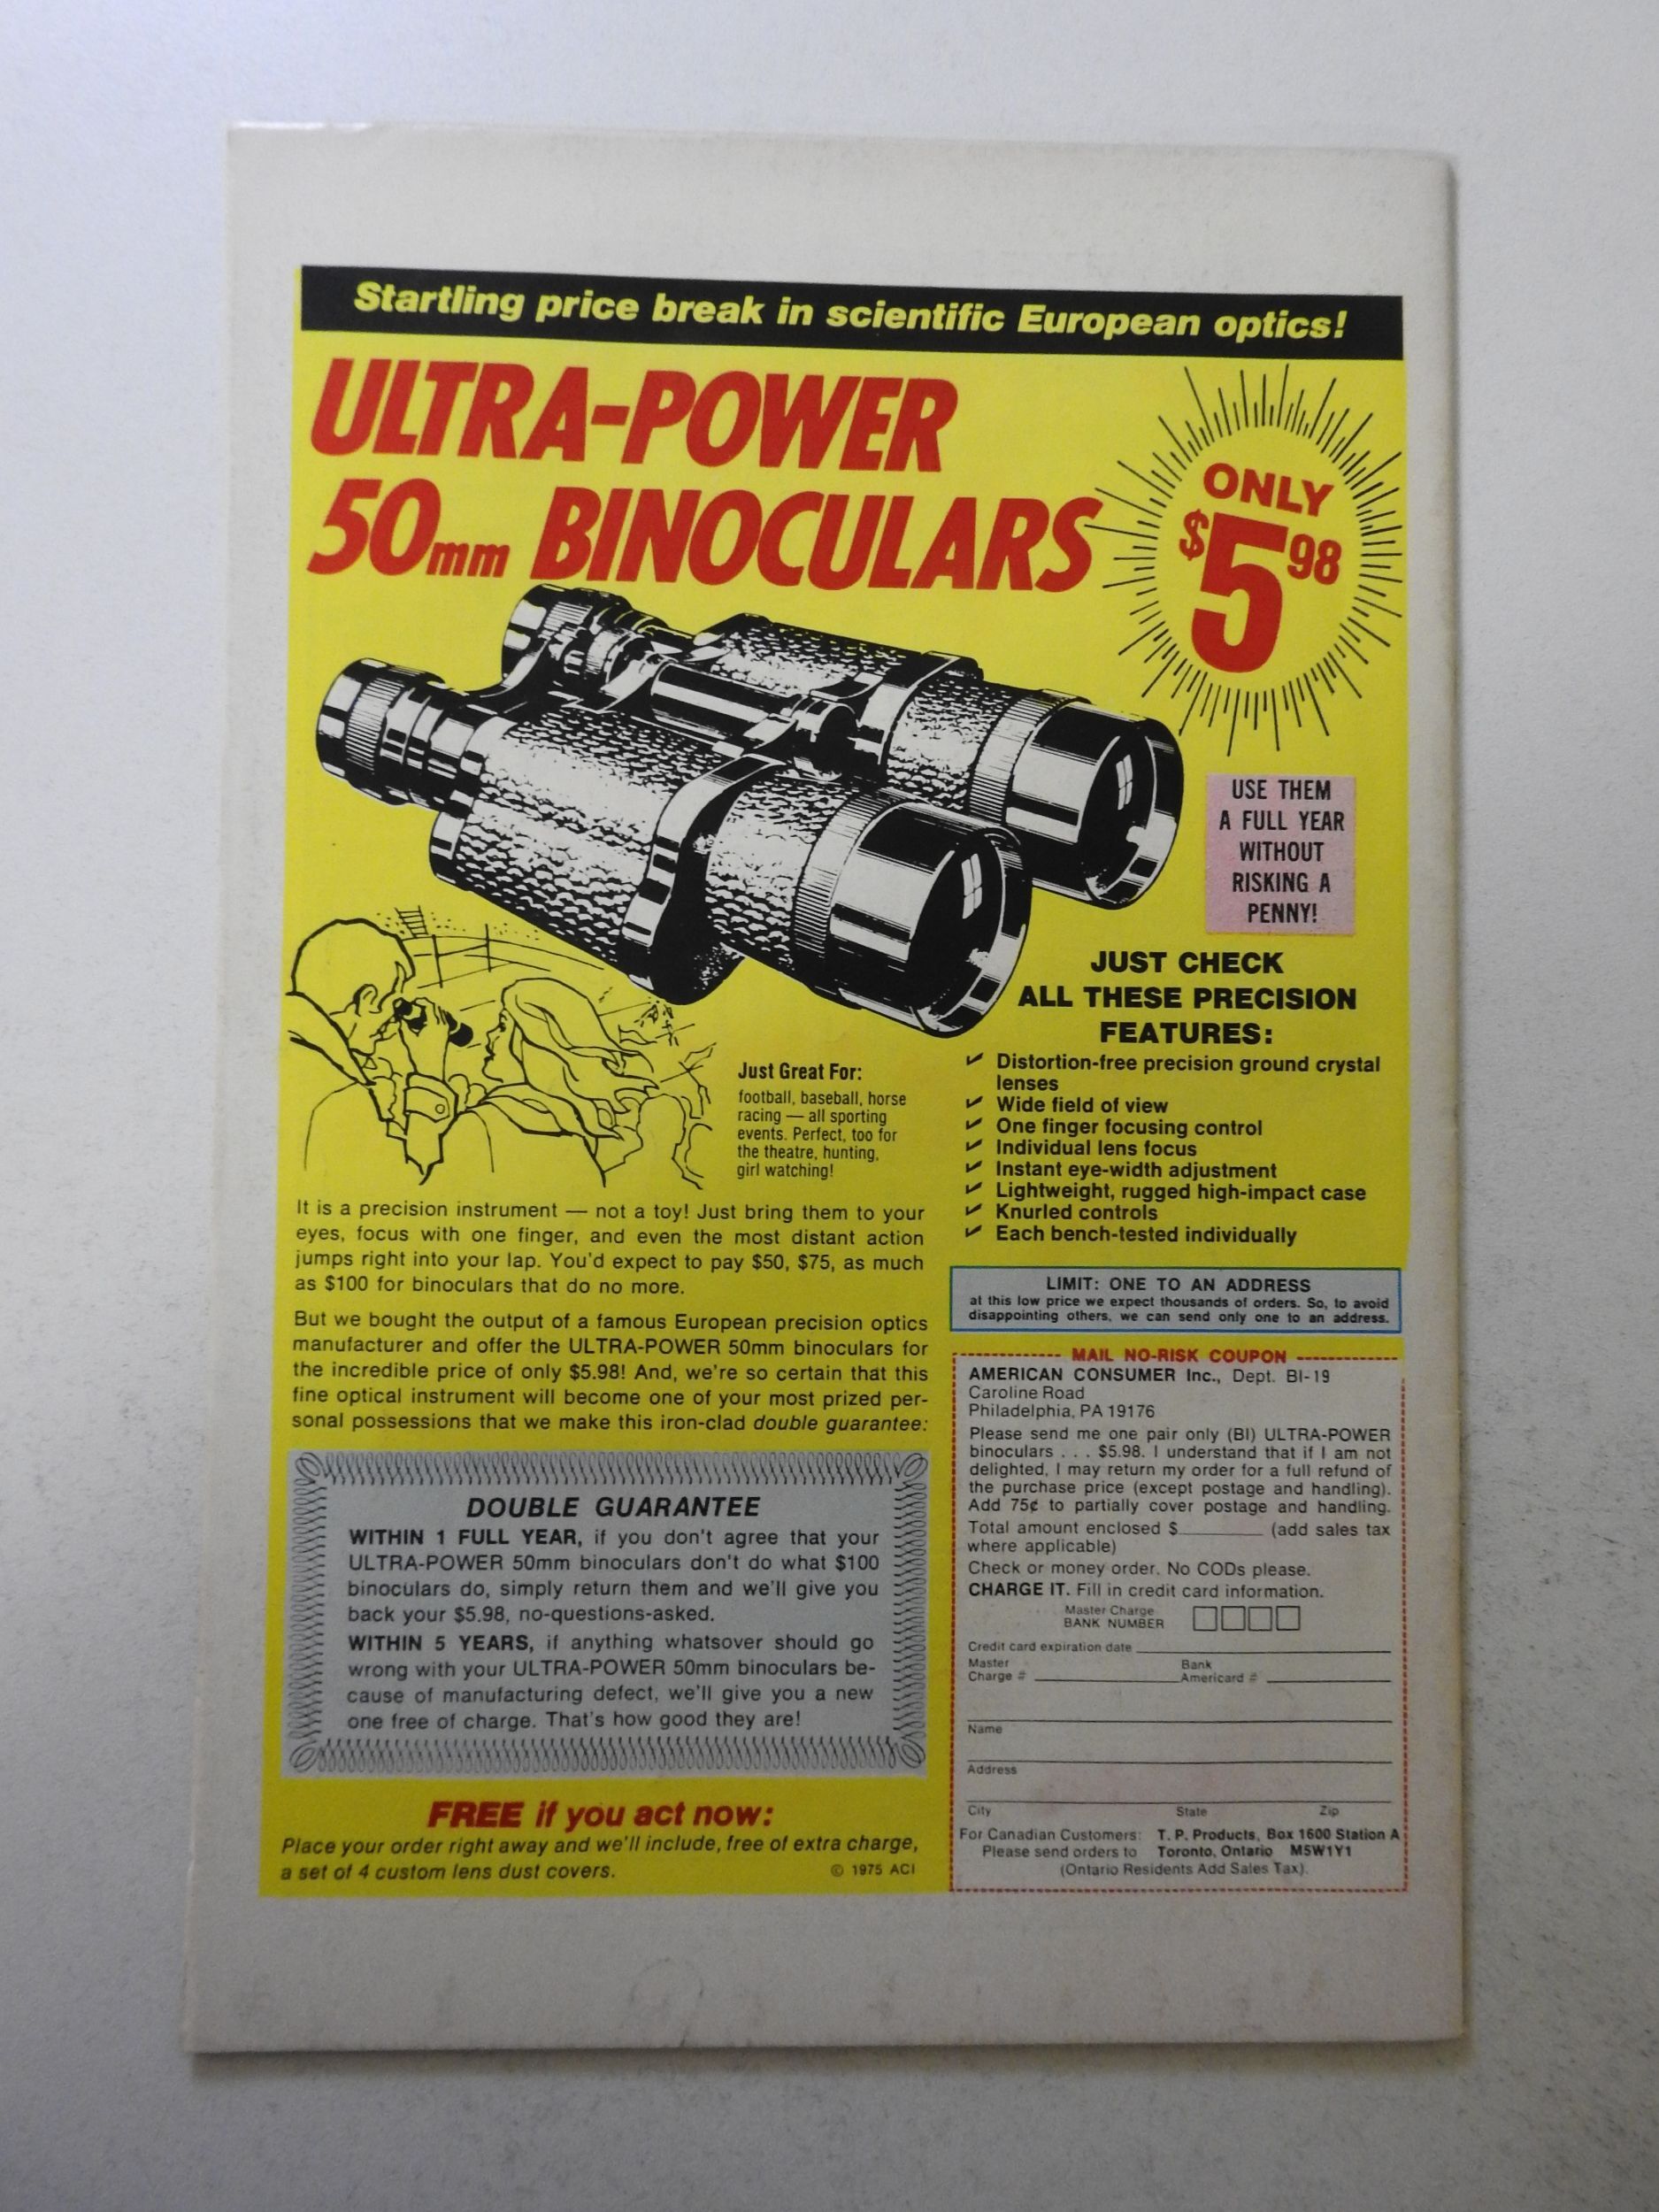 Startling price break in scientific European optics!
ULTRA-POWER
50mm BINOCULARS
ONLY
$5 98
USE THEM
A FULL YEAR
WITHOUT
RISKING A
PENNY!
JUST CHECK
ALL THESE PRECISION
FEATURES:
✓ Distortion-free precision ground crystal
lenses
✓ Wide field of view
✓ One finger focusing control
✓ Individual lens focus
✓ Instant eye-width adjustment
✓ Lightweight, rugged high-impact case
✓ Knurled controls
✓ Each bench-tested individually
Just Great For:
football, baseball, horse
racing — all sporting
events. Perfect, too for
the theatre, hunting,
girl watching!
It is a precision instrument — not a toy! Just bring them to your
eyes, focus with one finger, and even the most distant action
jumps right into your lap. You'd expect to pay $50, $75, as much
as $100 for binoculars that do no more.
But we bought the output of a famous European precision optics
manufacturer and offer the ULTRA-POWER 50mm binoculars for
the incredible price of only $5.98! And, we're so certain that this
fine optical instrument will become one of your most prized per-
sonal possessions that we make this iron-clad double guarantee:
DOUBLE GUARANTEE
WITHIN 1 FULL YEAR, if you don't agree that your
ULTRA-POWER 50mm binoculars don't do what $100
binoculars do, simply return them and we'll give you
back your $5.98, no-questions-asked.
WITHIN 5 YEARS, if anything whatsover should go
wrong with your ULTRA-POWER 50mm binoculars be-
cause of manufacturing defect, we'll give you a new
one free of charge. That's how good they are!
FREE if you act now:
Place your order right away and we'll include, free of extra charge,
a set of 4 custom lens dust covers.
© 1975 ACI
LIMIT: ONE TO AN ADDRESS
at this low price we expect thousands of orders. So, to avoid
disappointing others, we can send only one to an address.
MAIL NO-RISK COUPON
AMERICAN CONSUMER Inc., Dept. BI-19
Caroline Road
Philadelphia, PA 19176
Please send me one pair only (BI) ULTRA-POWER
binoculars . . . $5.98. I understand that if I am not
delighted, I may return my order for a full refund of
the purchase price (except postage and handling).
Add 75¢ to partially cover postage and handling.
Total amount enclosed $________ (add sales tax
where applicable)
Check or money order. No CODs please.
CHARGE IT. Fill in credit card information.
Master Charge
BANK NUMBER
Credit card expiration date
Master Bank
Charge # Americard #
Name
Address
City State Zip
For Canadian Customers: T. P. Products, Box 1600 Station A
Please send orders to Toronto, Ontario M5W1Y1
(Ontario Residents Add Sales Tax).